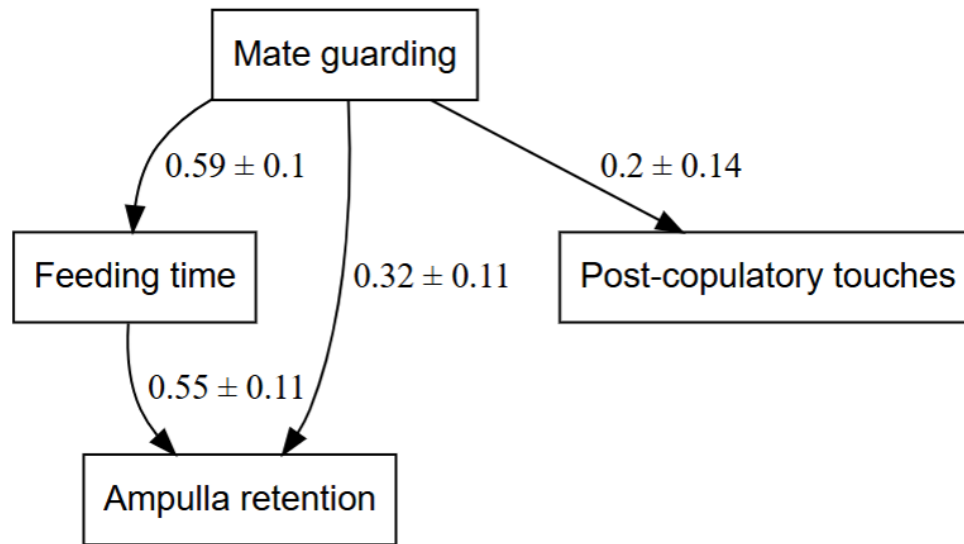 Mate guarding
0.59 ± 0.1
0.2 ± 0.14
Feeding time
0.32 ± 0.11
Post-copulatory touches
0.55 ± 0.11
Ampulla retention